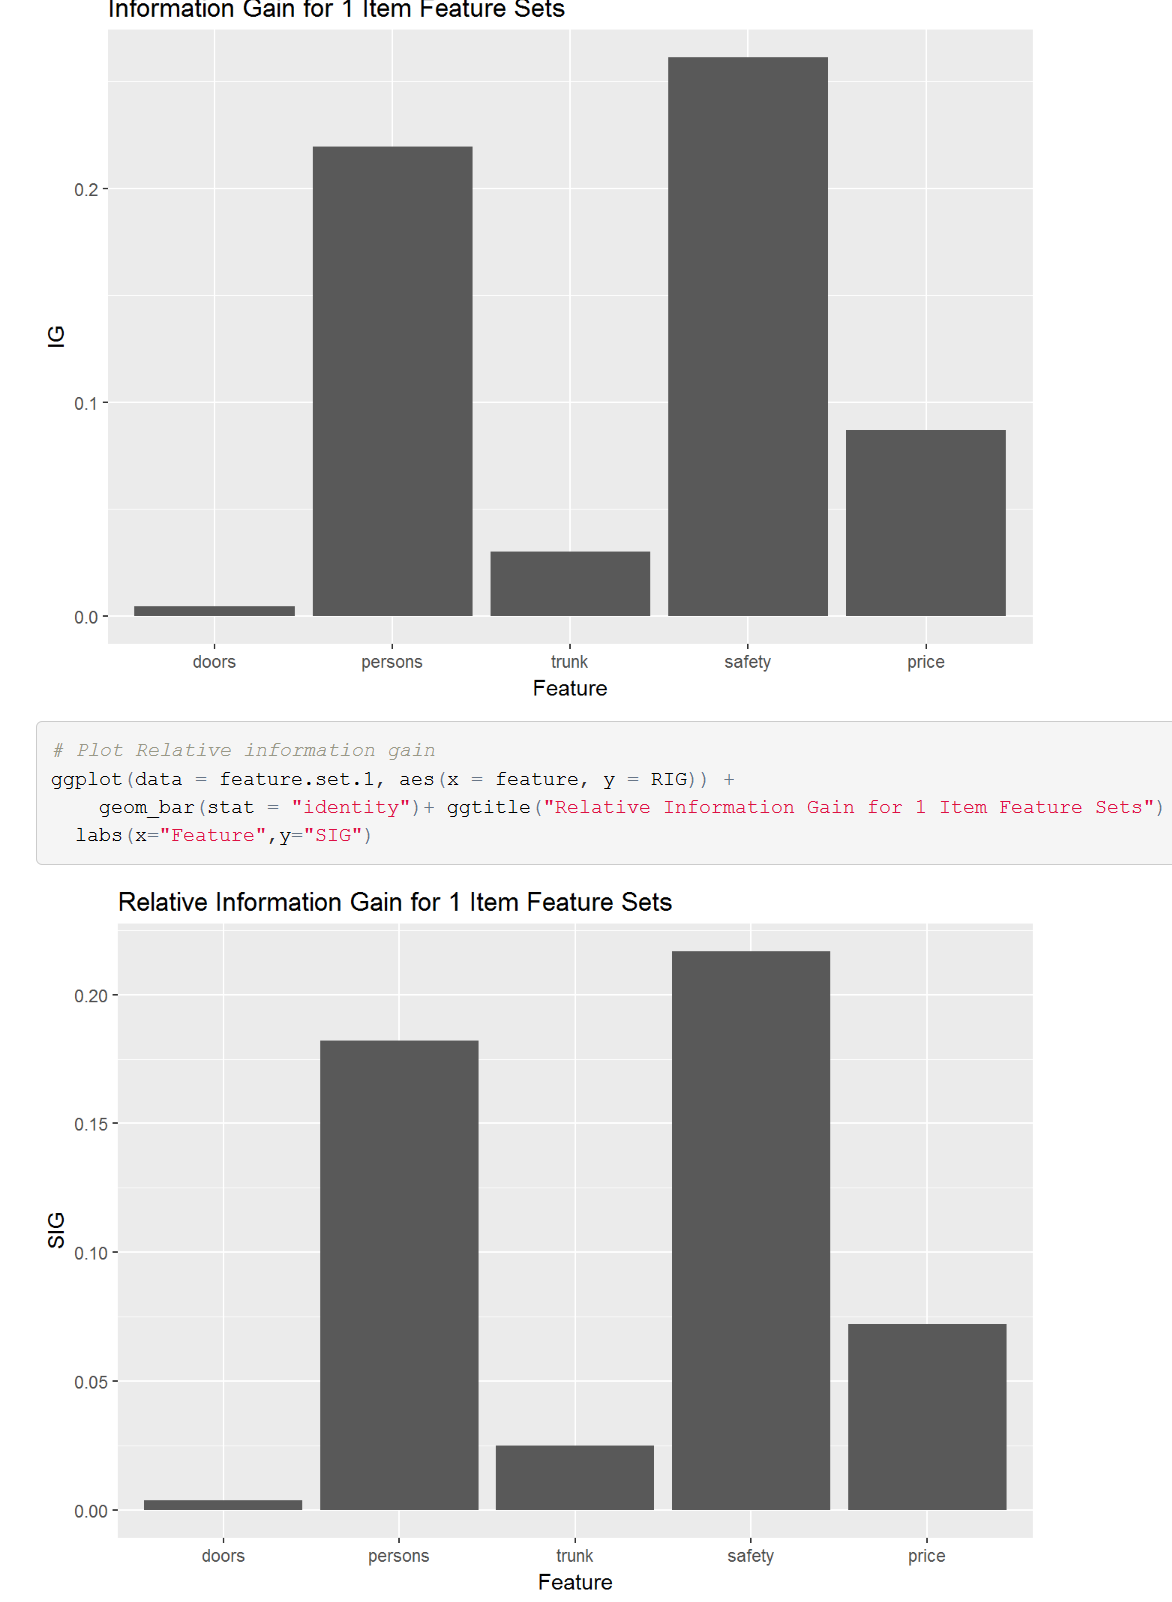 Information Gain for 1 Item Feature Sets
0.2
IG
0.1
0.0
doors persons trunk safety price
Feature
# Plot Relative information gain
ggplot(data = feature.set.1, aes(x = feature, y = RIG)) +
geom_bar(stat = "identity")+ ggtitle("Relative Information Gain for 1 Item Feature Sets")
labs(x="Feature",y="SIG")
Relative Information Gain for 1 Item Feature Sets
0.20
0.15
SIG
0.10
0.05
0.00
doors persons trunk safety price
Feature